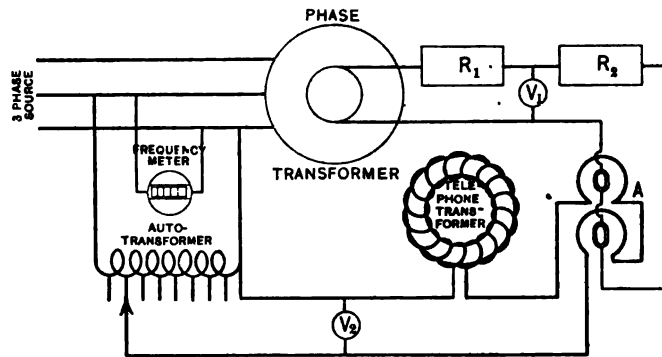 PHASE
TRANSFORMER
3 PHASE
SOURCE
R1
R2
V1
FREQUENCY
METER
AUTO-
TRANSFORMER
TELE
PHONE
TRANS-
FORMER
A
V2